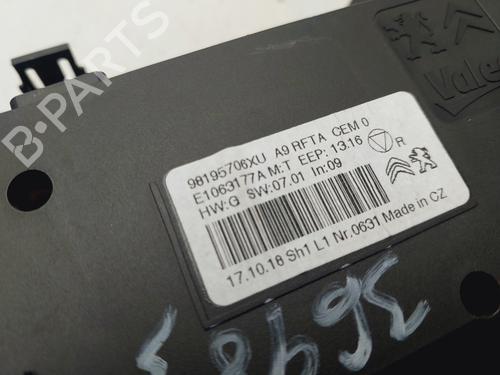 B-PARTS
Valeo
98195706XU A9 RFTA CEM 0
E1063177A M:T EEP: 13.16 R
HW:G SW:07.01 In:09
17.10.18 Sh1 L1 Nr.0631 Made in CZ